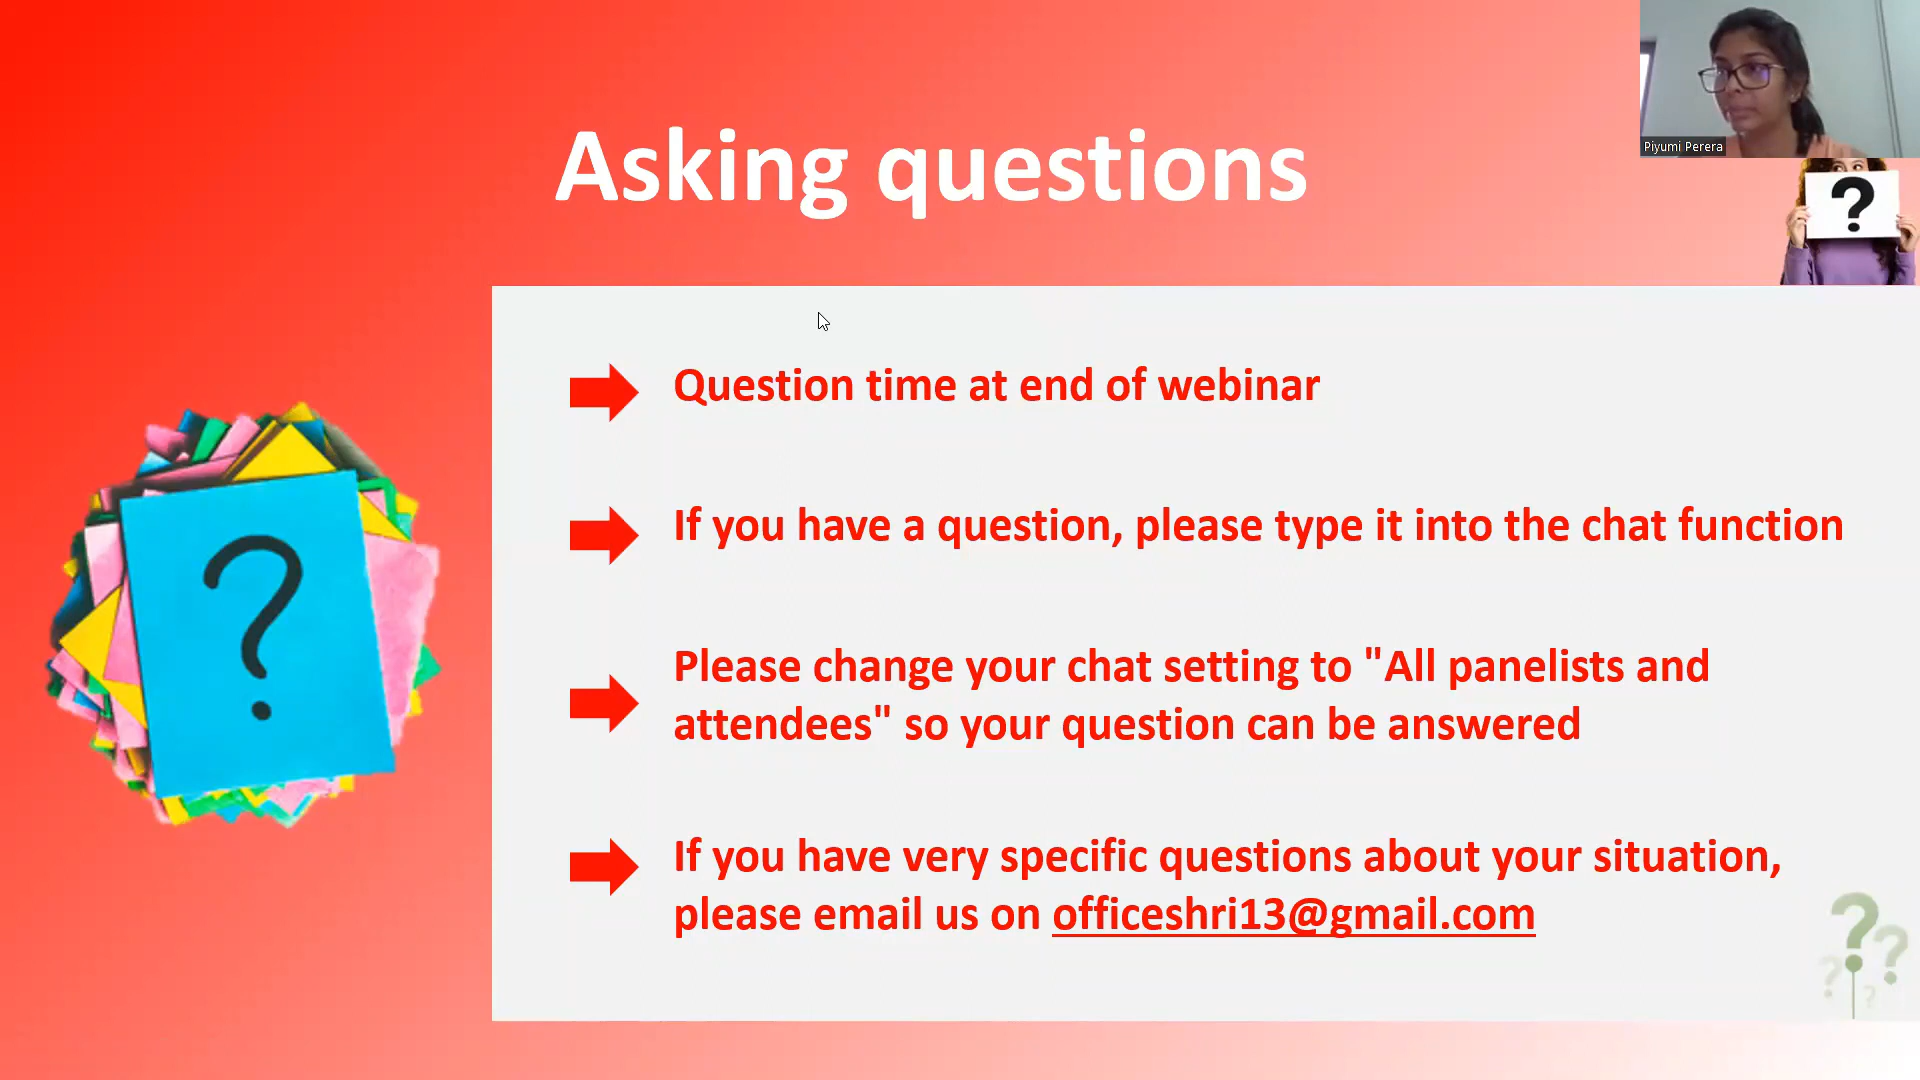 Piyumi Perera
Asking questions
?
?
Question time at end of webinar
If you have a question, please type it into the chat function
Please change your chat setting to "All panelists and
attendees" so your question can be answered
If you have very specific questions about your situation,
please email us on officeshri13@gmail.com
? ?
? ?